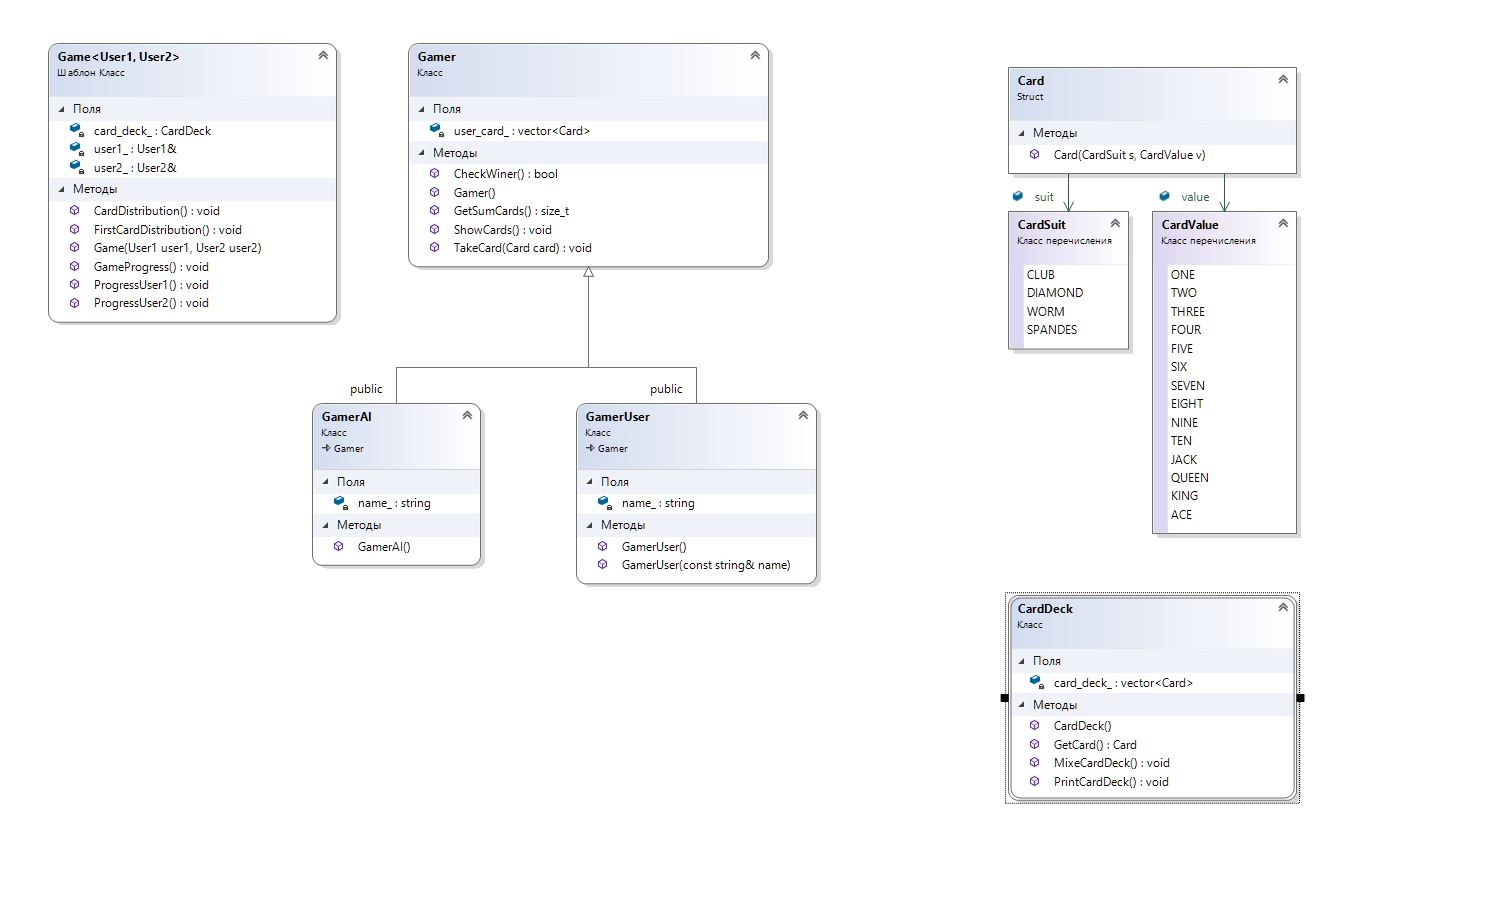 Game<User1, User2>
Шаблон Класс
Поля
card_deck_ : CardDeck
user1_ : User1&
user2_ : User2&
Методы
CardDistribution() : void
FirstCardDistribution() : void
Game(User1 user1, User2 user2)
GameProgress() : void
ProgressUser1() : void
ProgressUser2() : void
Gamer
Класс
Поля
user_card_ : vector<Card>
Методы
CheckWiner() : bool
Gamer()
GetSumCards() : size_t
ShowCards() : void
TakeCard(Card card) : void
public
public
GamerAI
Класс
Gamer
Поля
name_ : string
Методы
GamerAI()
GamerUser
Класс
Gamer
Поля
name_ : string
Методы
GamerUser()
GamerUser(const string& name)
Card
Struct
Методы
Card(CardSuit s, CardValue v)
suit
value
CardSuit
Класс перечисления
CLUB
DIAMOND
WORM
SPANDES
CardValue
Класс перечисления
ONE
TWO
THREE
FOUR
FIVE
SIX
SEVEN
EIGHT
NINE
TEN
JACK
QUEEN
KING
ACE
CardDeck
Класс
Поля
card_deck_ : vector<Card>
Методы
CardDeck()
GetCard() : Card
MixeCardDeck() : void
PrintCardDeck() : void